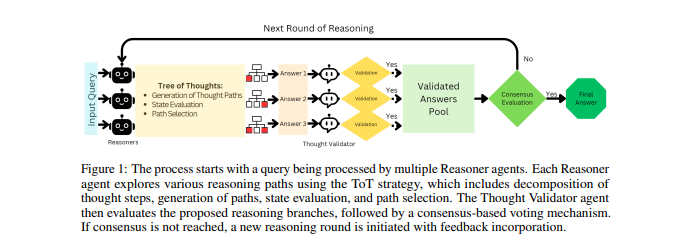 Next Round of Reasoning
No
Input Query
Reasoners
Tree of Thoughts:
• Generation of Thought Paths
• State Evaluation
• Path Selection
Answer 1
Answer 2
Answer 3
Thought Validator
Validation
Validation
Validation
Yes
Yes
Yes
Validated
Answers
Pool
Consensus
Evaluation
Yes
Final
Answer
Figure 1: The process starts with a query being processed by multiple Reasoner agents. Each Reasoner
agent explores various reasoning paths using the ToT strategy, which includes decomposition of
thought steps, generation of paths, state evaluation, and path selection. The Thought Validator agent
then evaluates the proposed reasoning branches, followed by a consensus-based voting mechanism.
If consensus is not reached, a new reasoning round is initiated with feedback incorporation.